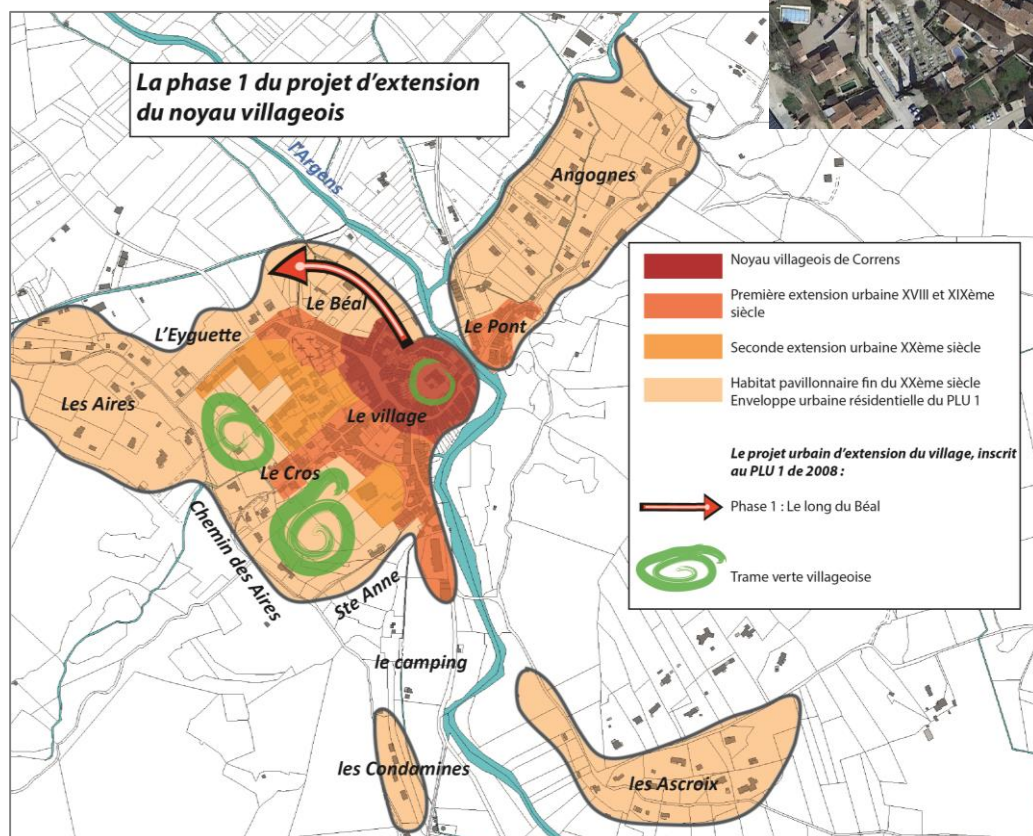 La phase 1 du projet d'extension
du noyau villageois
l'Argens
Angognes
Le Béal
Le Pont
L'Eyguette
Les Aires
Le village
Le Cros
Chemin des Aires
Ste Anne
le camping
les Condamines
les Ascroix
Noyau villageois de Correns
Première extension urbaine XVIII et XIXème
siècle
Seconde extension urbaine XXème siècle
Habitat pavillonnaire fin du XXème siècle
Enveloppe urbaine résidentielle du PLU 1
Le projet urbain d'extension du village, inscrit
au PLU 1 de 2008 :
Phase 1 : Le long du Béal
Trame verte villageoise